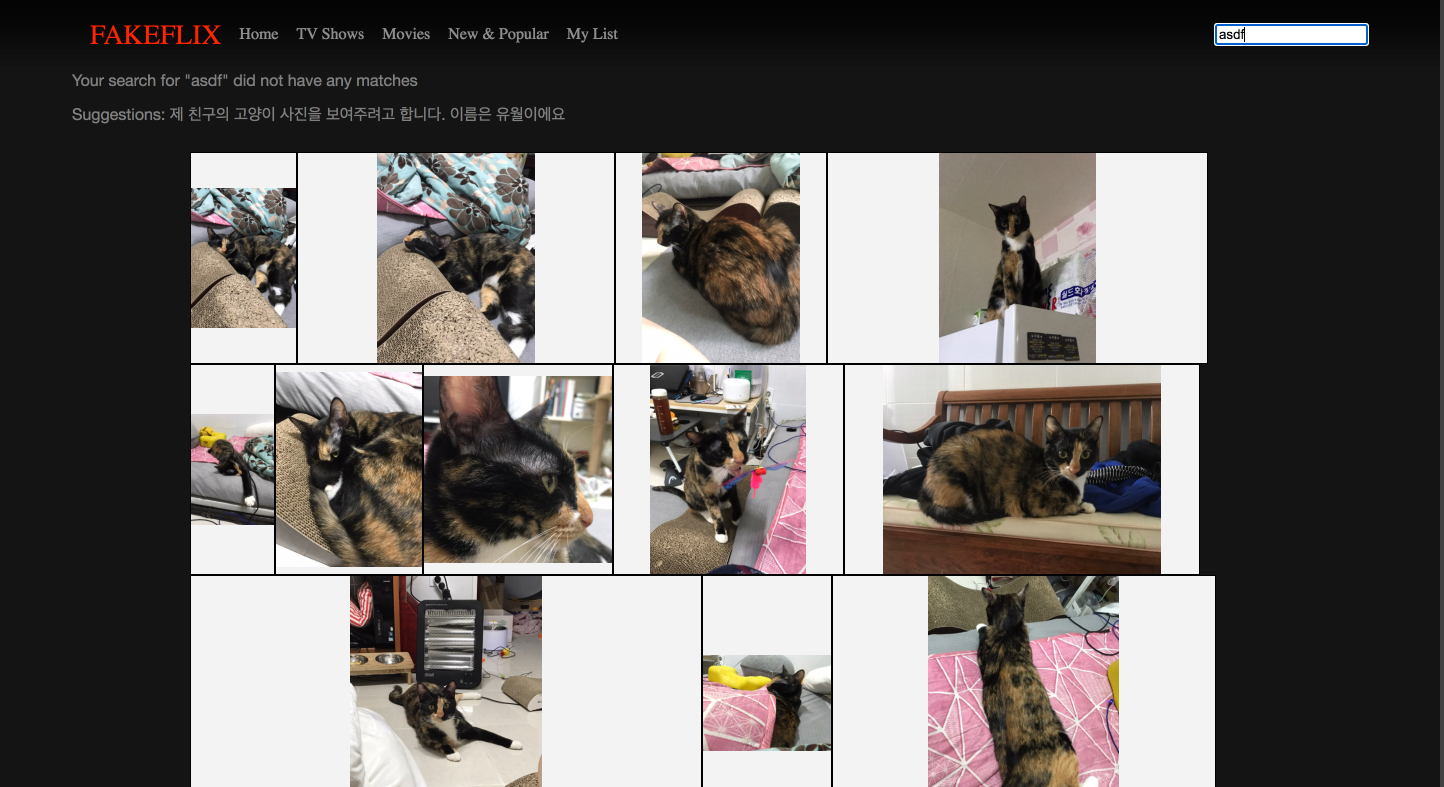 FAKEFLIX Home TV Shows Movies New & Popular My List asdf
Your search for "asdf" did not have any matches
Suggestions: 제 친구의 고양이 사진을 보여주려고 합니다. 이름은 유월이에요